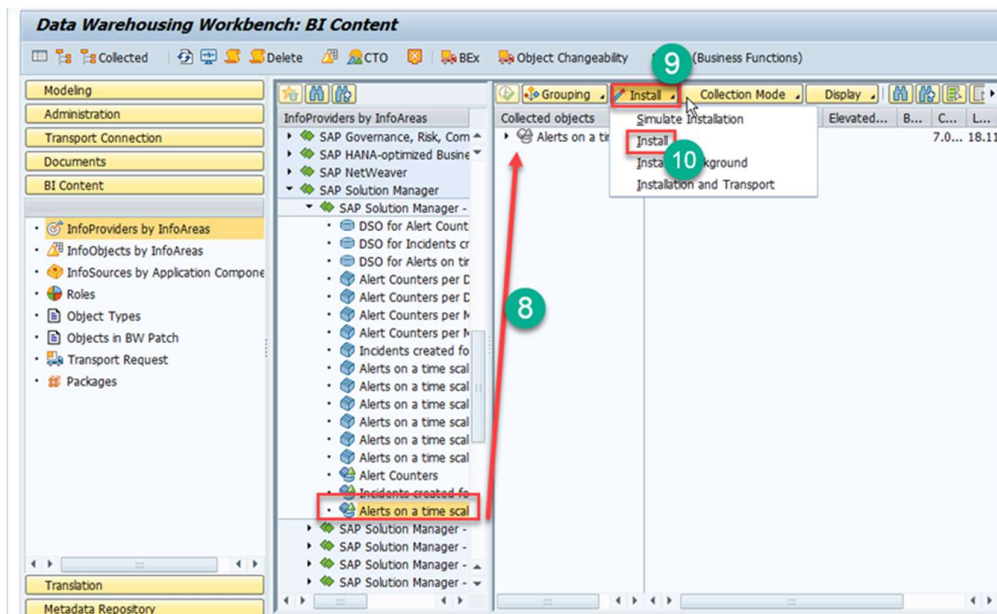 Data Warehousing Workbench: BI Content
Collected Delete CTO BEx Object Changeability (Business Functions)
9
Modeling
Administration
Transport Connection
Documents
BI Content
InfoProviders by InfoAreas
InfoObjects by InfoAreas
InfoSources by Application Compone
Roles
Object Types
Objects in BW Patch
Transport Request
Packages
Translation
Metadata Repository
InfoProviders by InfoAreas
SAP Governance, Risk, Com
SAP HANA-optimized Busine
SAP NetWeaver
SAP Solution Manager
SAP Solution Manager -
DSO for Alert Count
DSO for Incidents cr
DSO for Alerts on tir
Alert Counters per D
Alert Counters per D
Alert Counters per M
Alert Counters per M
Incidents created fo
Alerts on a time scal
Alerts on a time scal
Alerts on a time scal
Alerts on a time scal
Alerts on a time scal
Alerts on a time scal
Alert Counters
Incidents created fo
Alerts on a time scal
SAP Solution Manager -
SAP Solution Manager -
SAP Solution Manager -
SAP Solution Manager -
8
Grouping Install Collection Mode Display
Collected objects Elevated... B... C... L...
Alerts on a ti 7.0... 18.11
Simulate Installation
Install
10
Installation and Transport